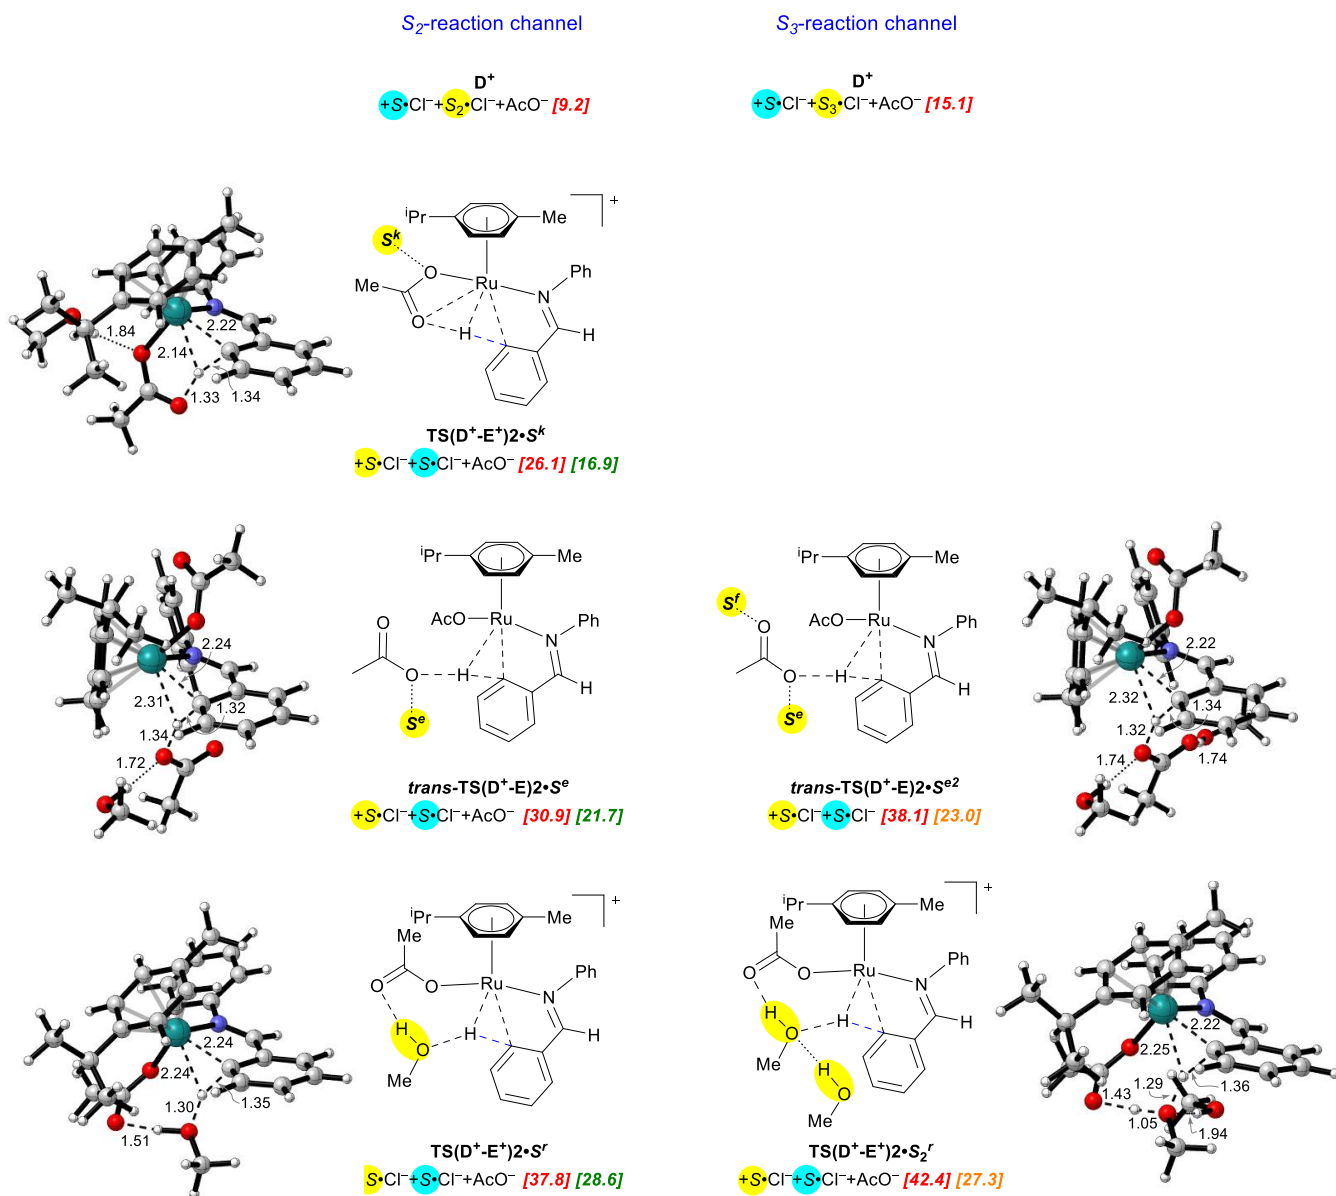 S₂-reaction channel
S₃-reaction channel
D⁺
+S•Cl⁻+S₂•Cl⁻+AcO⁻ [9.2]
D⁺
+S•Cl⁻+S₃•Cl⁻+AcO⁻ [15.1]
ⁱPr
Me
+
Sᵏ
O
Ru
Ph
Me
N
O
H
H
1.84
2.22
2.14
1.33
1.34
TS(D⁺-E⁺)2•Sᵏ
+S•Cl⁻+S•Cl⁻+AcO⁻ [26.1] [16.9]
2.24
2.31
1.32
1.34
1.72
ⁱPr
Me
AcO
Ru
Ph
N
O
H
O
H
Sᵉ
trans-TS(D⁺-E)2•Sᵉ
+S•Cl⁻+S•Cl⁻+AcO⁻ [30.9] [21.7]
ⁱPr
Me
Sᶠ
AcO
Ru
Ph
O
N
H
O
H
Sᵉ
trans-TS(D⁺-E)2•Sᵉ²
+S•Cl⁻+S•Cl⁻ [38.1] [23.0]
2.22
2.32
1.34
1.32
1.74
1.74
2.24
2.24
1.30
1.35
1.51
ⁱPr
Me
+
Me
O
O
Ru
Ph
N
H
H
H
O
Me
TS(D⁺-E⁺)2•Sʳ
S•Cl⁻+S•Cl⁻+AcO⁻ [37.8] [28.6]
ⁱPr
Me
+
Me
O
O
Ru
Ph
N
H
H
H
O
Me
H
O
Me
TS(D⁺-E⁺)2•S₂ʳ
+S•Cl⁻+S•Cl⁻+AcO⁻ [42.4] [27.3]
2.22
2.25
1.29
1.36
1.43
1.05
1.94